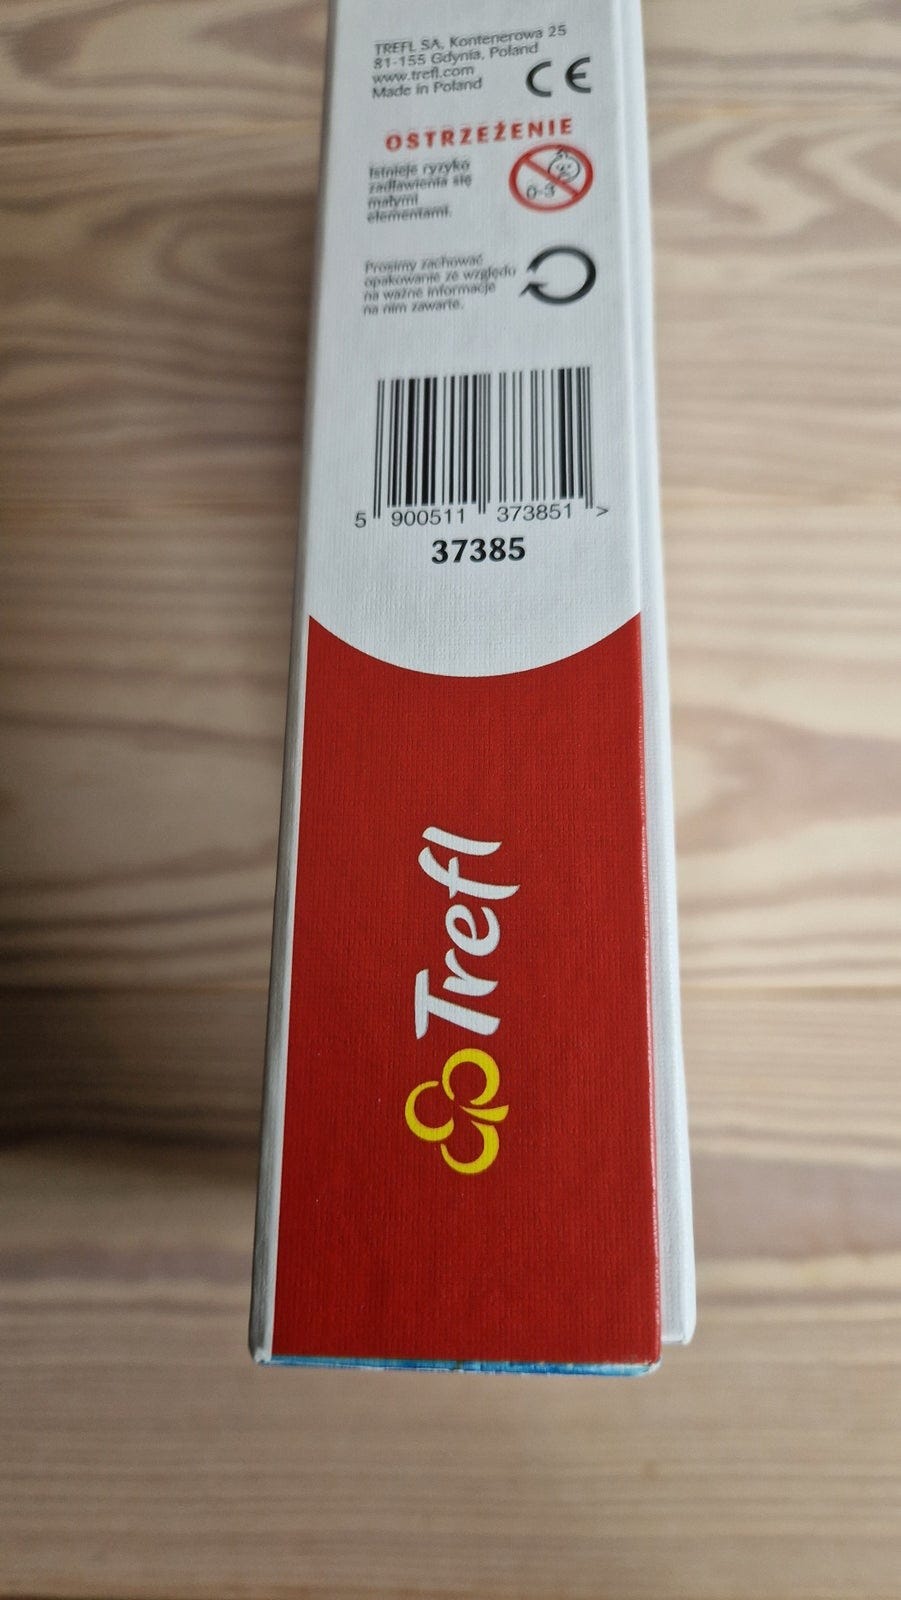 TREFL SA, Kontenerowa 25
81-155 Gdynia, Poland
www.trefl.com
Made in Poland
CE
OSTRZEŻENIE
Istnieje ryzyko
zadławienia się
małymi
elementami.
0-3
Prosimy zachować
opakowanie ze względu
na ważne informacje
na nim zawarte.
5 900511 373851 >
37385
Trefl